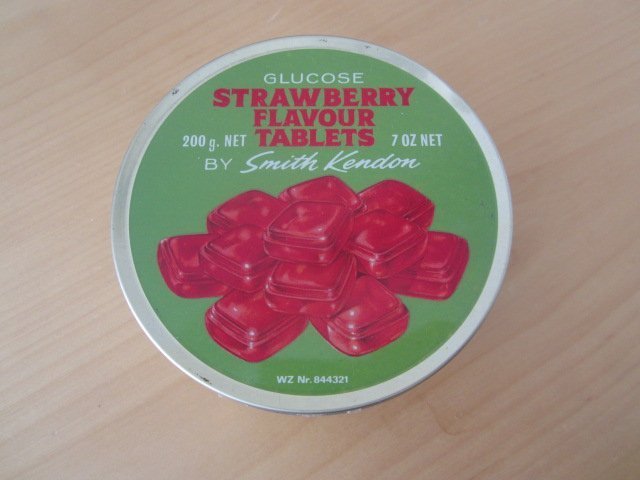 GLUCOSE
STRAWBERRY
FLAVOUR
200 g. NET TABLETS 7 OZ NET
BY Smith Kendon
WZ Nr. 844321